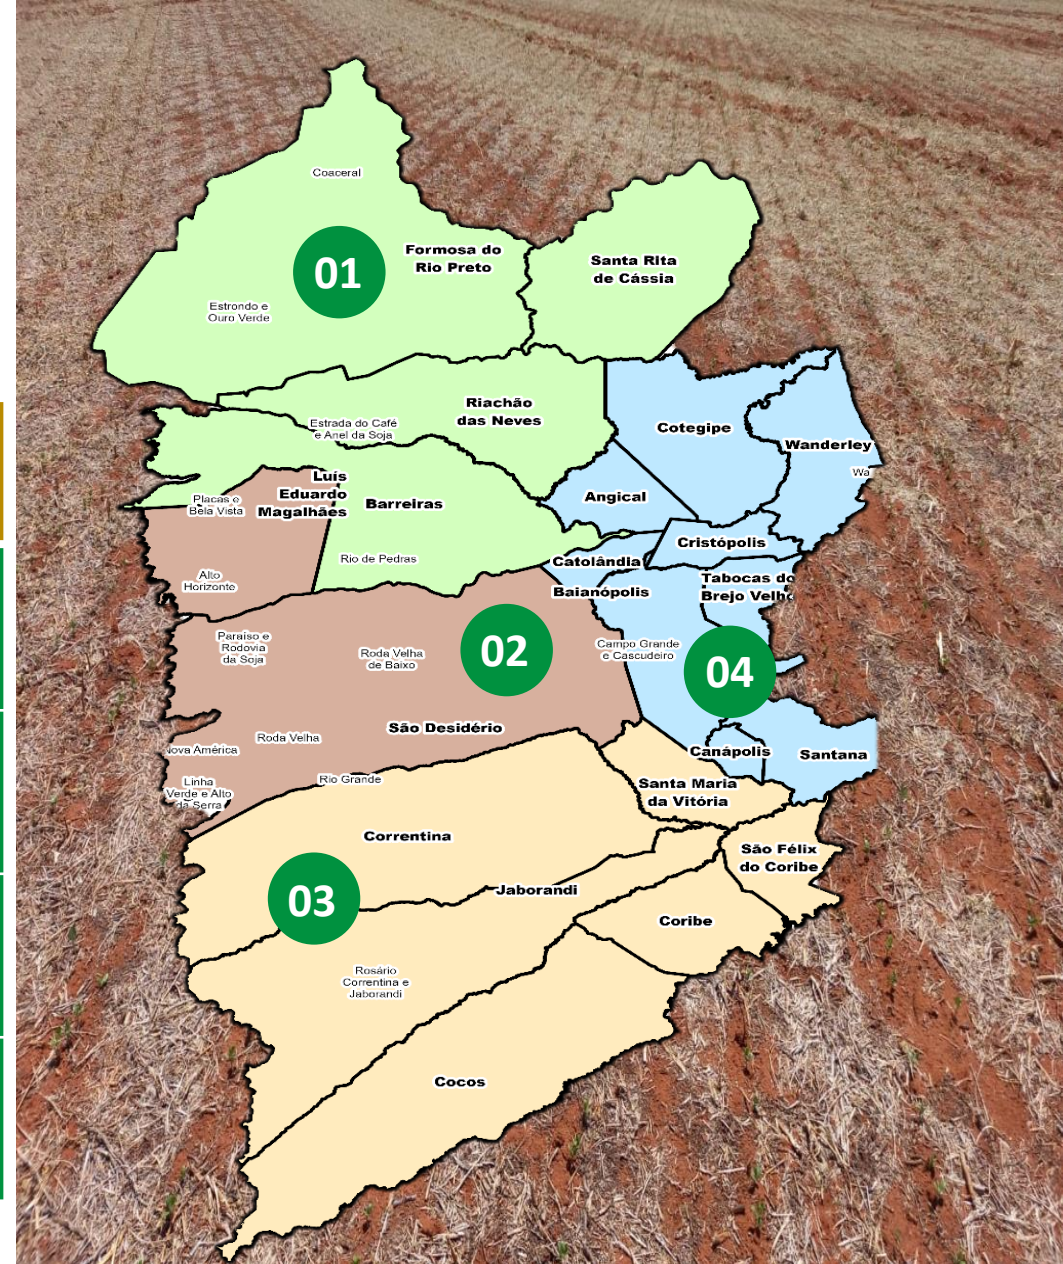 Coaceral
01
Formosa do
Rio Preto
Santa Rita
de Cássia
Estrondo e
Ouro Verde
Riachão
das Neves
Estrada do Café
e Anel da Soja
Cotegipe
Wanderley
Wa
Luís
Eduardo
Magalhães
Placas e
Bela Vista
Barreiras
Angical
Cristópolis
Rio de Pedras
Catolândia
Alto
Horizonte
Baianópolis
Tabocas do
Brejo Velho
Paraíso e
Rodovia
da Soja
Roda Velha
de Baixo
02
Campo Grande
e Cascudeiro
04
São Desidério
Roda Velha
Nova América
Canápolis
Santana
Linha
Verde e Alto
da Serra
Rio Grande
Santa Maria
da Vitória
Correntina
São Félix
do Coribe
03
Jaborandi
Coribe
Rosário
Correntina e
Jaborandi
Cocos